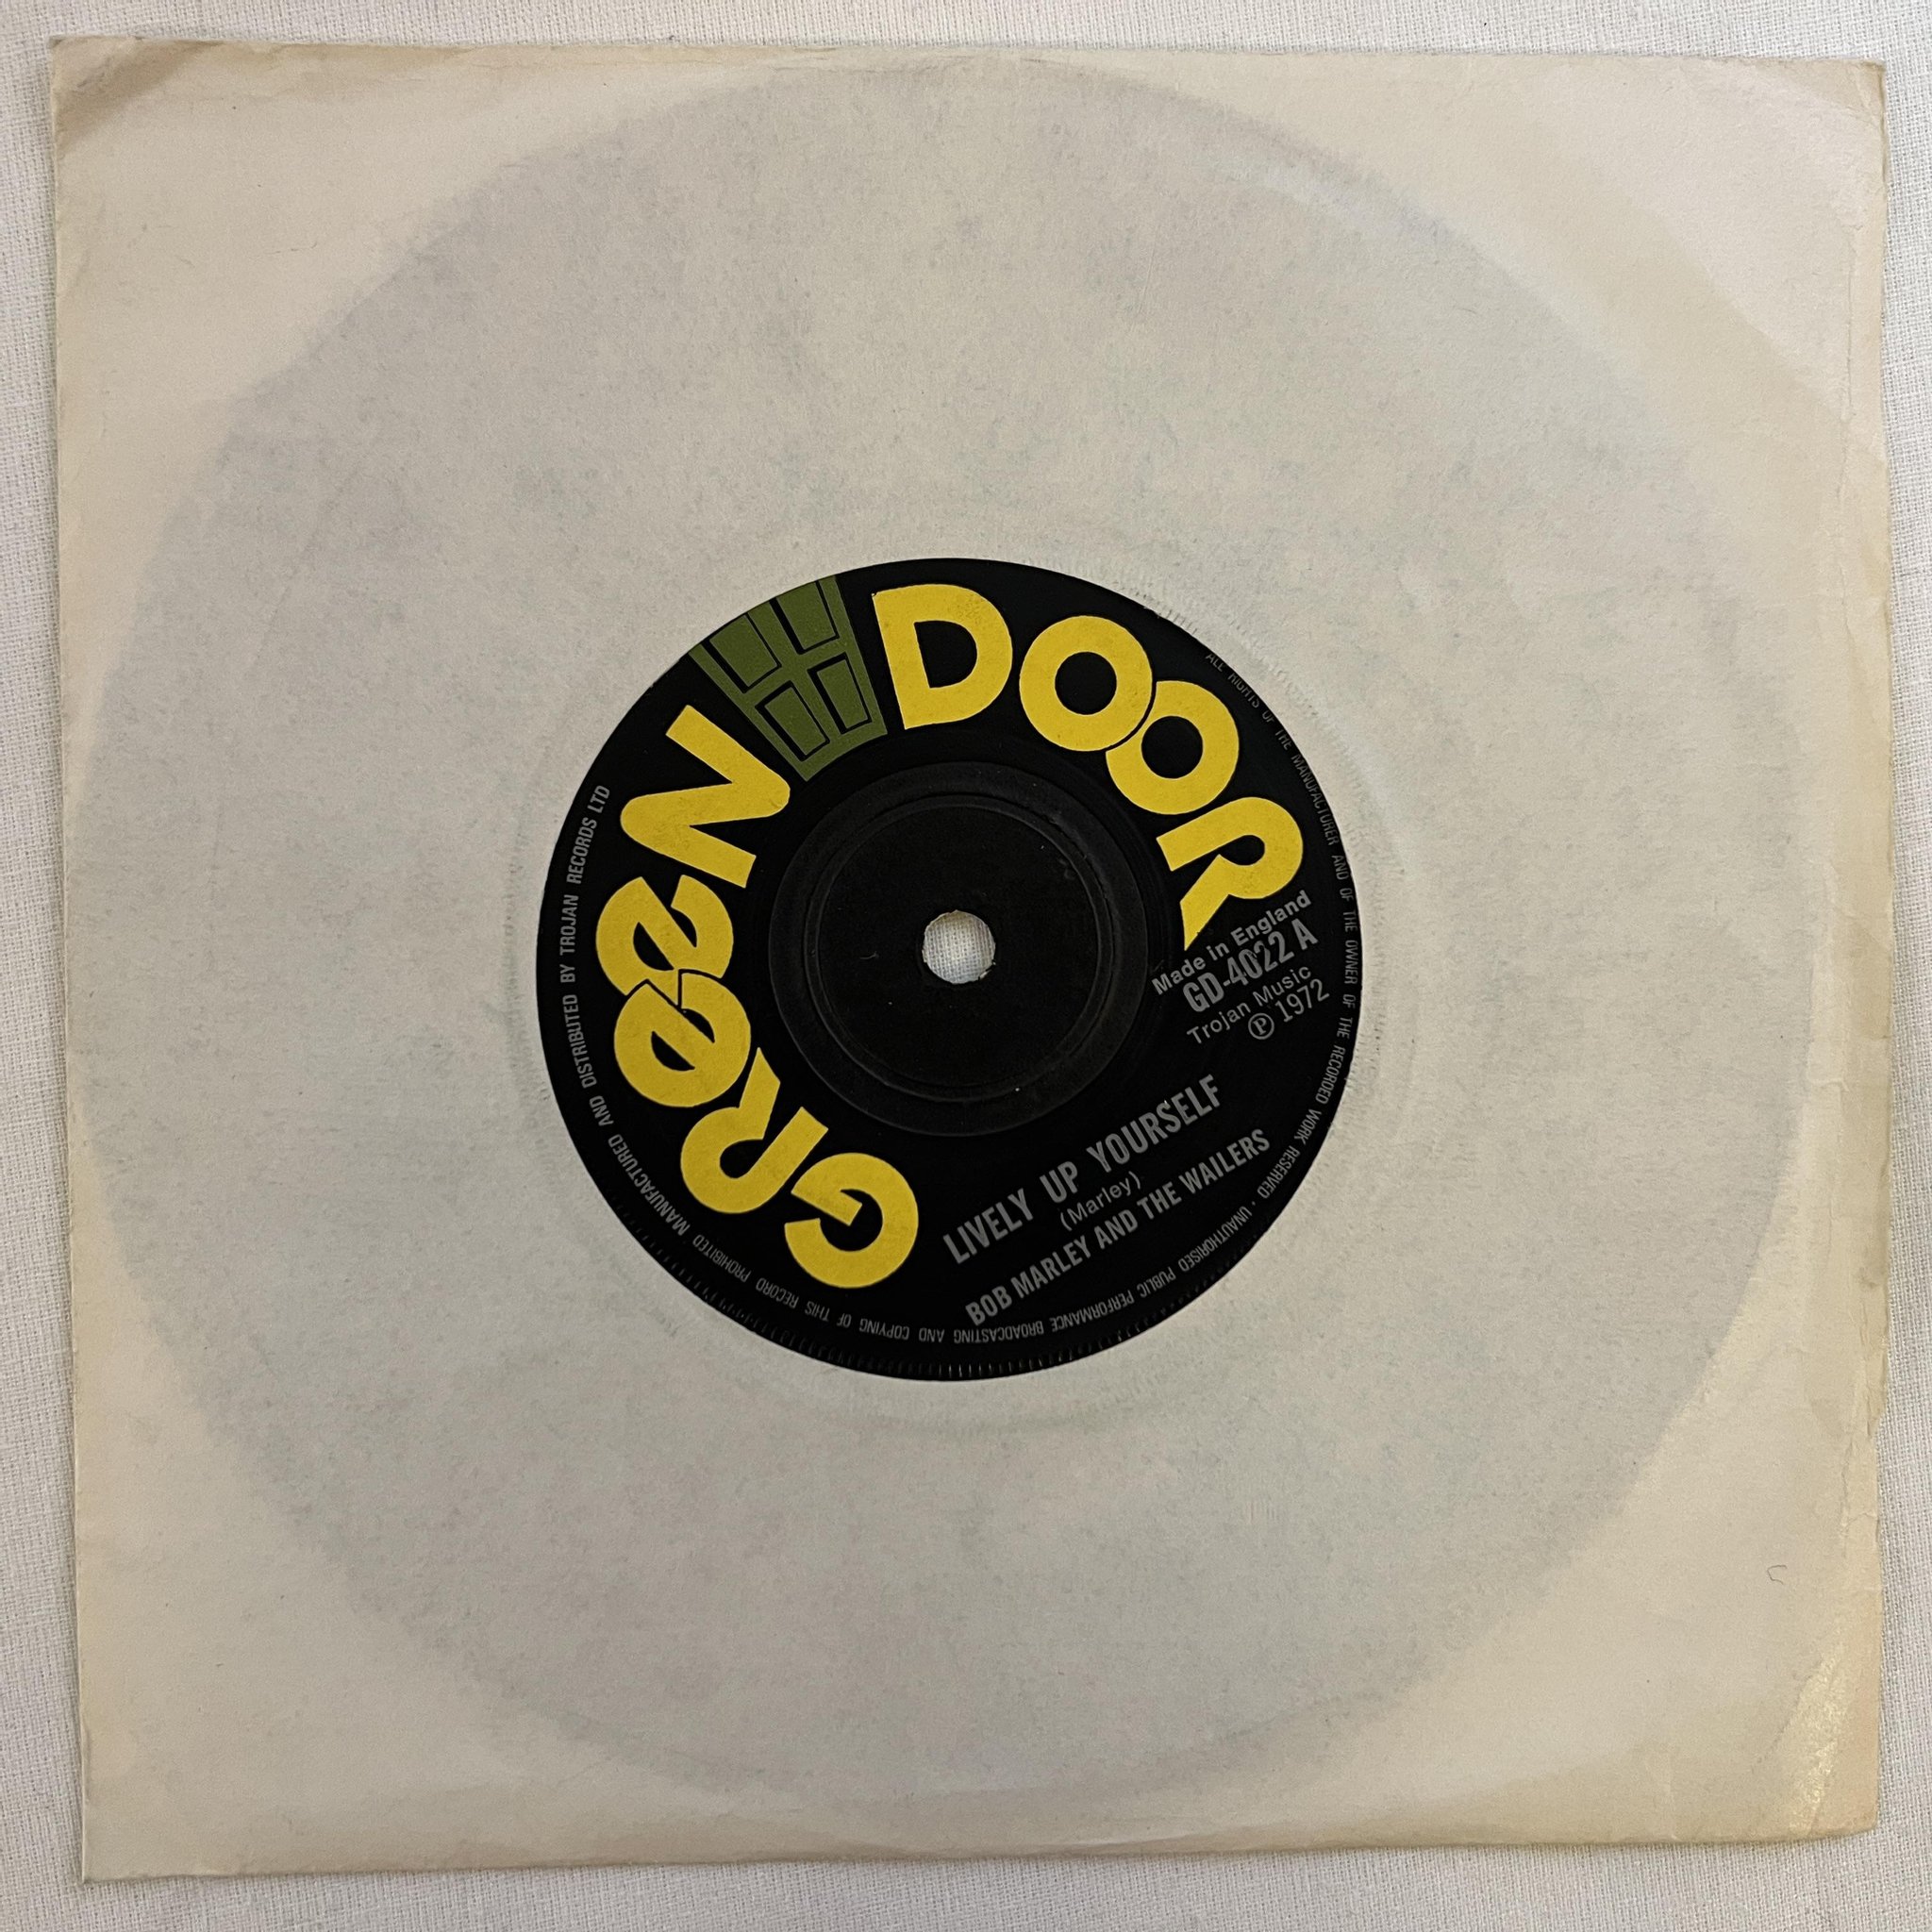 GReeN DOOR
Made in England
GD-4022 A
Trojan Music
Ⓟ 1972
LIVELY UP YOURSELF
(Marley)
BOB MARLEY AND THE WAILERS
ALL RIGHTS OF THE MANUFACTURER AND OF THE OWNER OF THE RECORDED WORK RESERVED · UNAUTHORISED PUBLIC PERFORMANCE BROADCASTING AND COPYING OF THIS RECORD PROHIBITED MANUFACTURED AND DISTRIBUTED BY TROJAN RECORDS LTD